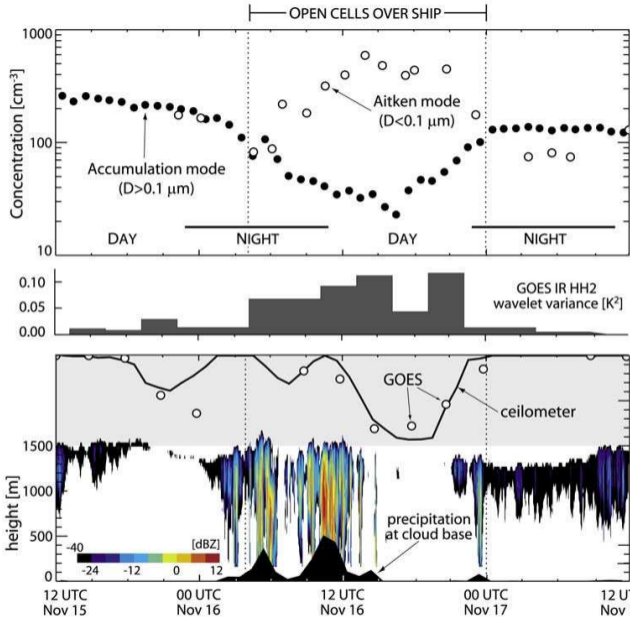 OPEN CELLS OVER SHIP
1000
100
10
Concentration [cm-3]
Aitken mode
(D<0.1 μm)
Accumulation mode
(D>0.1 μm)
DAY
NIGHT
DAY
NIGHT
0.10
0.05
0.00
GOES IR HH2
wavelet variance [K²]
GOES
ceilometer
1500
1000
500
0
height [m]
precipitation
at cloud base
-40
[dBZ]
-24
-12
0
12
12 UTC
Nov 15
00 UTC
Nov 16
12 UTC
Nov 16
00 UTC
Nov 17
12 U
Nov